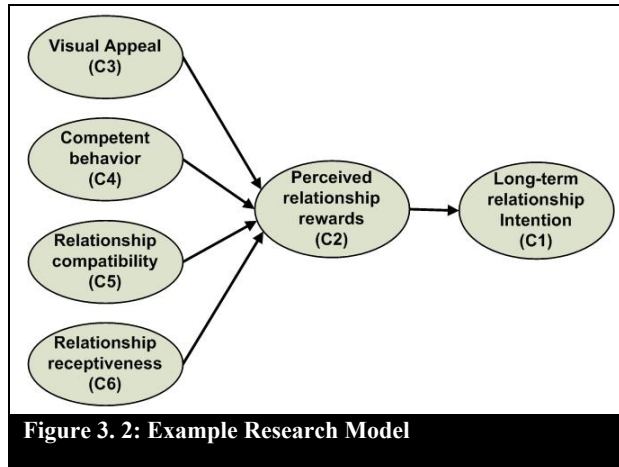 Visual Appeal
(C3)
Competent
behavior
(C4)
Relationship
compatibility
(C5)
Relationship
receptiveness
(C6)
Perceived
relationship
rewards
(C2)
Long-term
relationship
Intention
(C1)
Figure 3. 2: Example Research Model